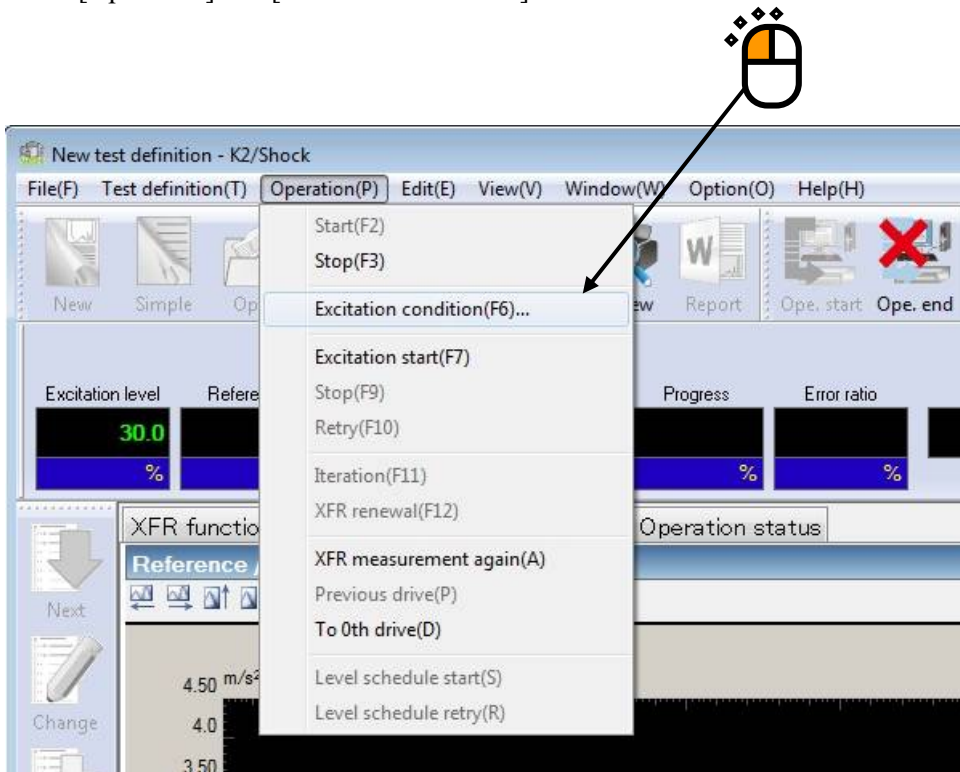 New test definition - K2/Shock
File(F) Test definition(T) Operation(P) Edit(E) View(V) Window(W) Option(O) Help(H)
Start(F2)
Stop(F3)
New Simple Report Ope. start Ope. end
Excitation condition(F6)...
Excitation start(F7)
Stop(F9)
Retry(F10)
Excitation level Progress Error ratio
30.0
% % %
Iteration(F11)
XFR renewal(F12)
XFR Operation status
Reference
XFR measurement again(A)
Previous drive(P)
To 0th drive(D)
Next
Level schedule start(S)
Level schedule retry(R)
4.50 m/s²
Change
4.0
3.50